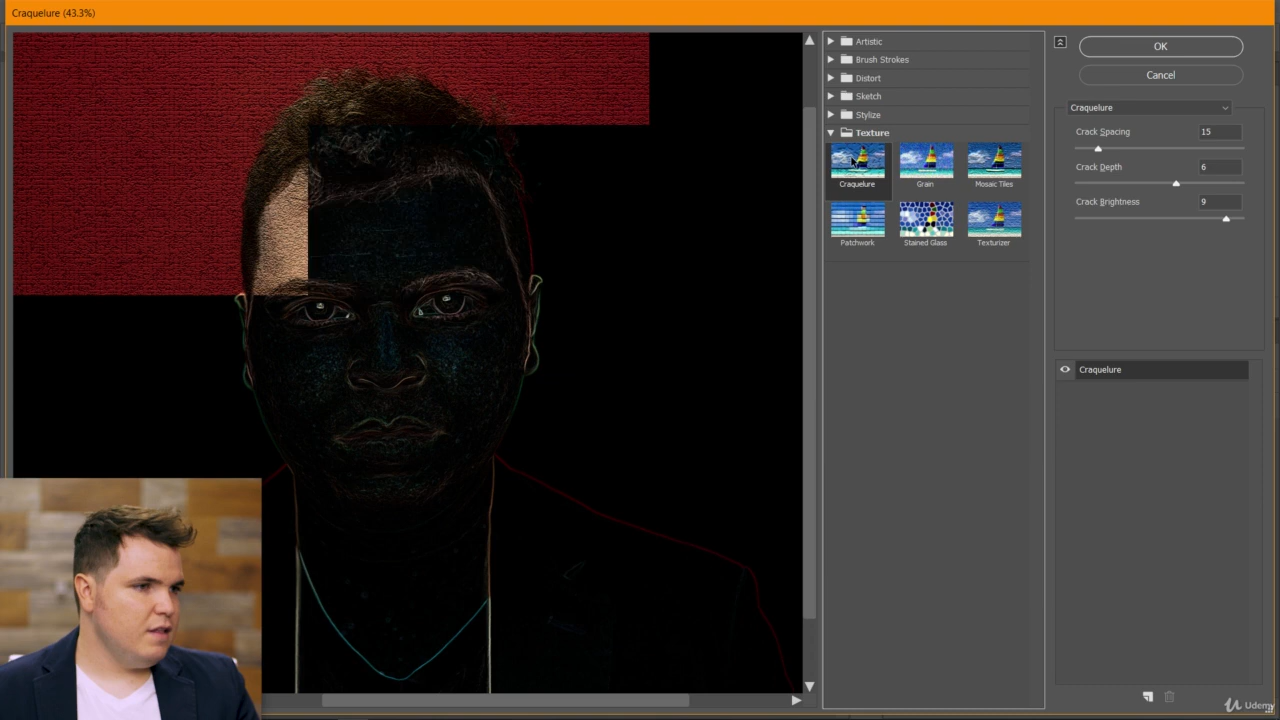 Craquelure (43.3%)
Artistic
Brush Strokes
Distort
Sketch
Stylize
Texture
Craquelure
Grain
Mosaic Tiles
Patchwork
Stained Glass
Texturizer
OK
Cancel
Craquelure
Crack Spacing 15
Crack Depth 6
Crack Brightness 9
Craquelure
Udemy